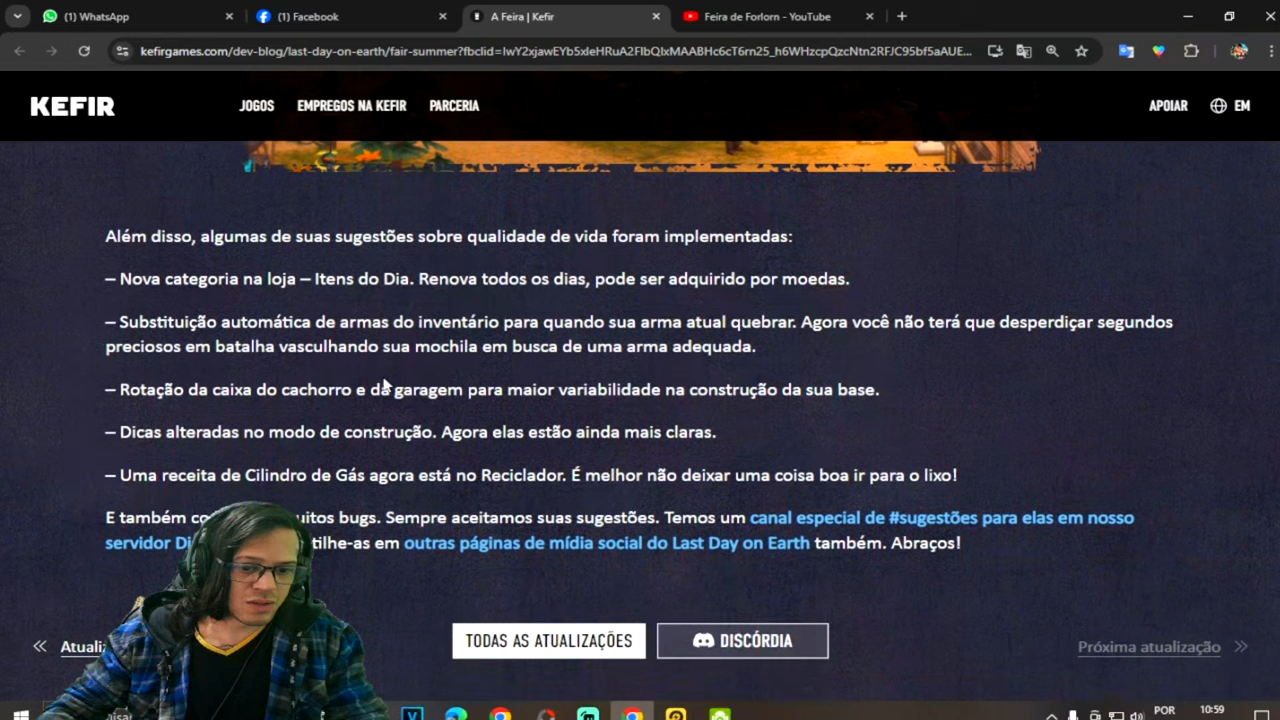 (1) WhatsApp
(1) Facebook
A Feira | Kefir
Feira de Forlorn - YouTube
kefirgames.com/dev-blog/last-day-on-earth/fair-summer?fbclid=IwY2xjawEYb5xleHRuA2FlbQIxMAABHc6cT6rn25_h6WHzcpQzcNtn2RFJC95bf5aAUE...
KEFIR
JOGOS
EMPREGOS NA KEFIR
PARCERIA
APOIAR
EM
Além disso, algumas de suas sugestões sobre qualidade de vida foram implementadas:
– Nova categoria na loja – Itens do Dia. Renova todos os dias, pode ser adquirido por moedas.
– Substituição automática de armas do inventário para quando sua arma atual quebrar. Agora você não terá que desperdiçar segundos
preciosos em batalha vasculhando sua mochila em busca de uma arma adequada.
– Rotação da caixa do cachorro e da garagem para maior variabilidade na construção da sua base.
– Dicas alteradas no modo de construção. Agora elas estão ainda mais claras.
– Uma receita de Cilindro de Gás agora está no Reciclador. É melhor não deixar uma coisa boa ir para o lixo!
E também co uitos bugs. Sempre aceitamos suas sugestões. Temos um canal especial de #sugestões para elas em nosso
servidor Di tilhe-as em outras páginas de mídia social do Last Day on Earth também. Abraços!
« Atuali
TODAS AS ATUALIZAÇÕES
DISCÓRDIA
Próxima atualização »
POR
10:59